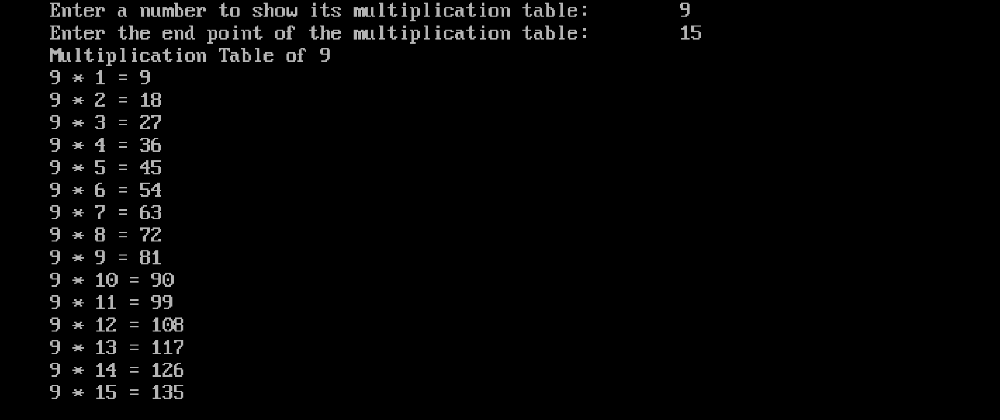 Enter a number to show its multiplication table:        9
Enter the end point of the multiplication table:        15
Multiplication Table of 9
9 * 1 = 9
9 * 2 = 18
9 * 3 = 27
9 * 4 = 36
9 * 5 = 45
9 * 6 = 54
9 * 7 = 63
9 * 8 = 72
9 * 9 = 81
9 * 10 = 90
9 * 11 = 99
9 * 12 = 108
9 * 13 = 117
9 * 14 = 126
9 * 15 = 135